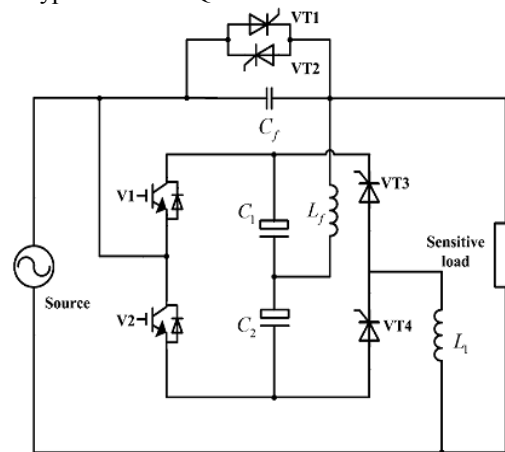 VT1
VT2
C_f
V1
C_1
L_f
VT3
Sensitive
load
Source
V2
C_2
VT4
L_1